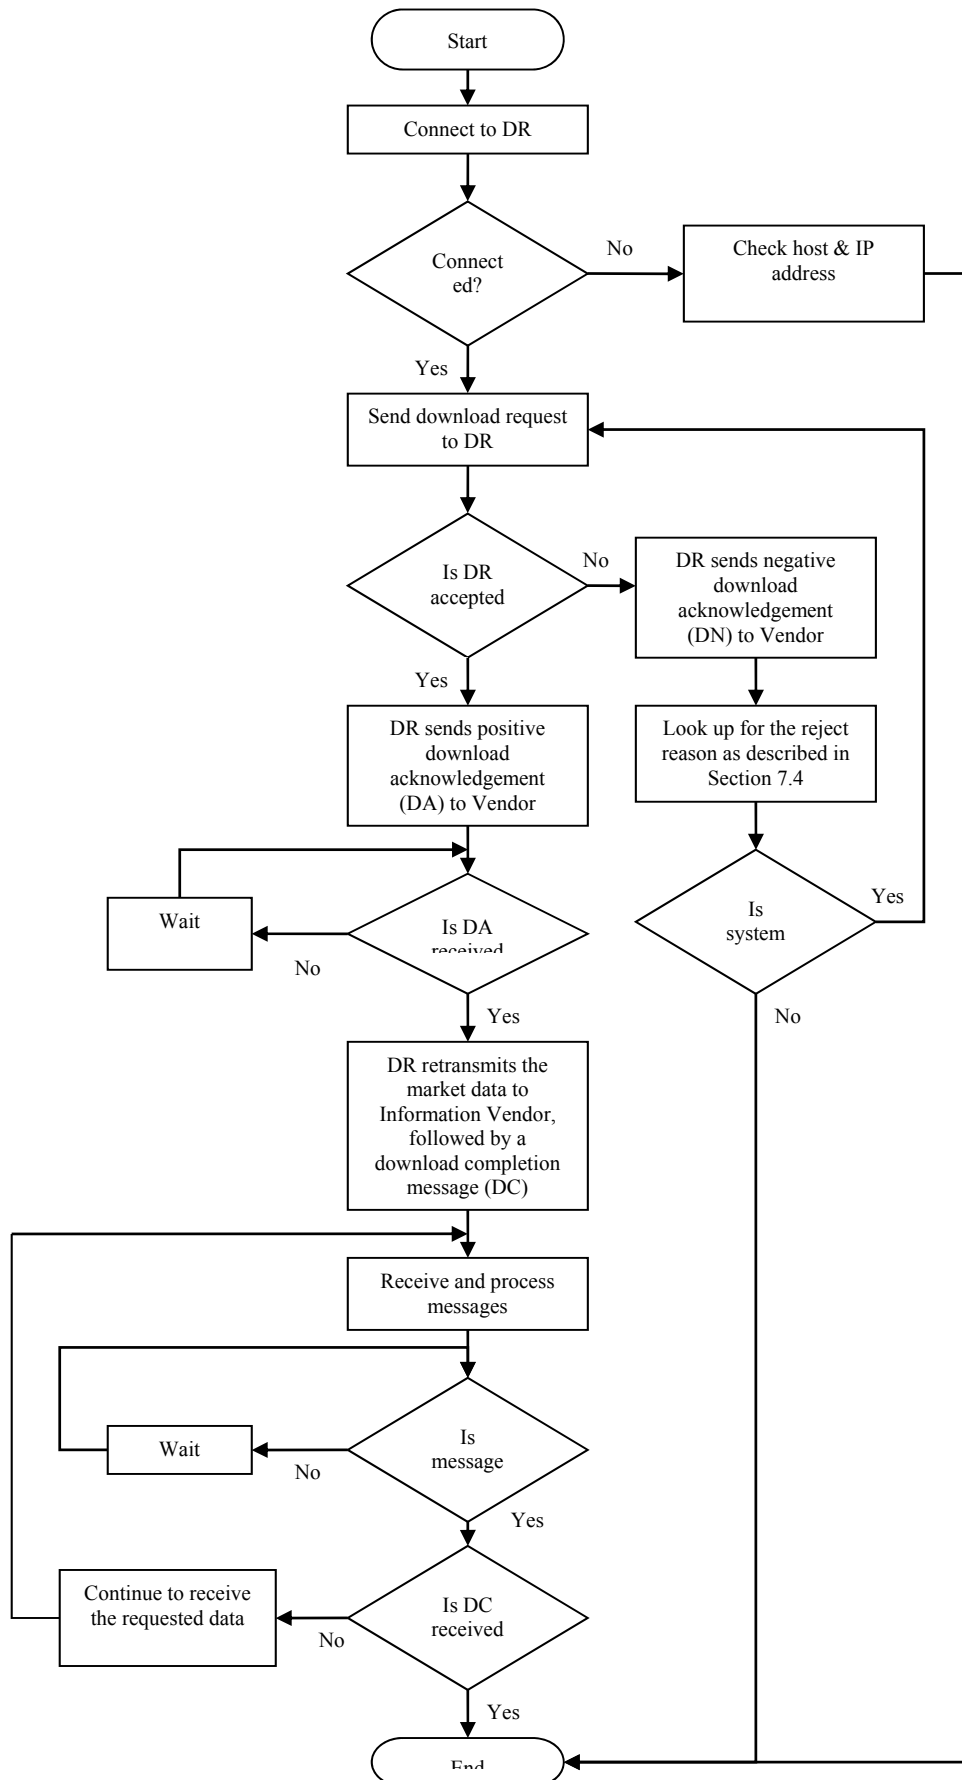 Start
Connect to DR
Connect
ed?
No
Check host & IP
address
Yes
Send download request
to DR
Is DR
accepted
No
DR sends negative
download
acknowledgement
(DN) to Vendor
Yes
DR sends positive
download
acknowledgement
(DA) to Vendor
Look up for the reject
reason as described in
Section 7.4
Is
system
Yes
No
Wait
Is DA
received
No
Yes
DR retransmits the
market data to
Information Vendor,
followed by a
download completion
message (DC)
Receive and process
messages
Is
message
Wait
No
Yes
Continue to receive
the requested data
Is DC
received
No
Yes
End